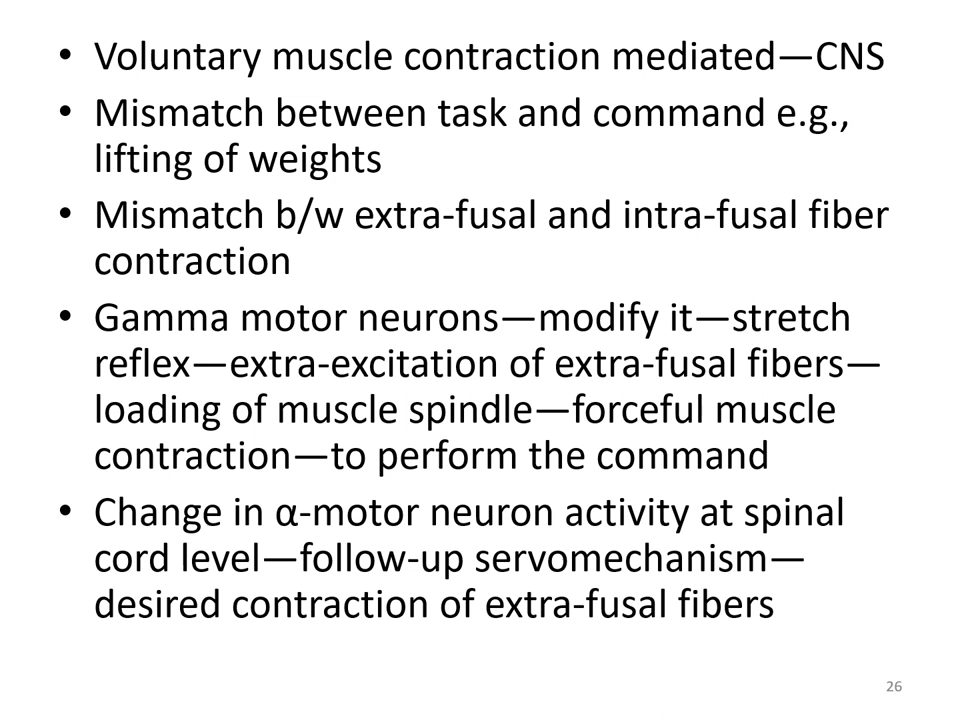 • Voluntary muscle contraction mediated—CNS
• Mismatch between task and command e.g.,
lifting of weights
• Mismatch b/w extra-fusal and intra-fusal fiber
contraction
• Gamma motor neurons—modify it—stretch
reflex—extra-excitation of extra-fusal fibers—
loading of muscle spindle—forceful muscle
contraction—to perform the command
• Change in α-motor neuron activity at spinal
cord level—follow-up servomechanism—
desired contraction of extra-fusal fibers
26